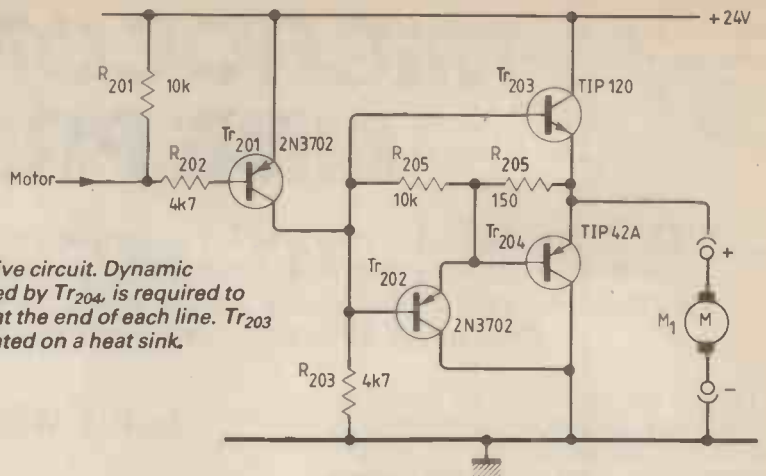 +24V
R201
10k
Tr203
TIP 120
Tr201
2N3702
R202
R205
R205
Motor
4k7
10k
150
TIP 42A
Tr204
ive circuit. Dynamic
Tr202
+
ed by Tr204, is required to
at the end of each line. Tr203
2N3702
M1
M
nted on a heat sink.
R203
4k7
−